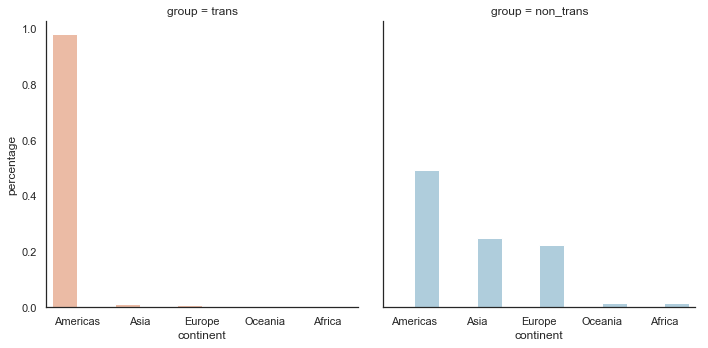 group = trans
group = non_trans
1.0
0.8
0.6
0.4
0.2
0.0
percentage
Americas Asia Europe Oceania Africa
continent
Americas Asia Europe Oceania Africa
continent